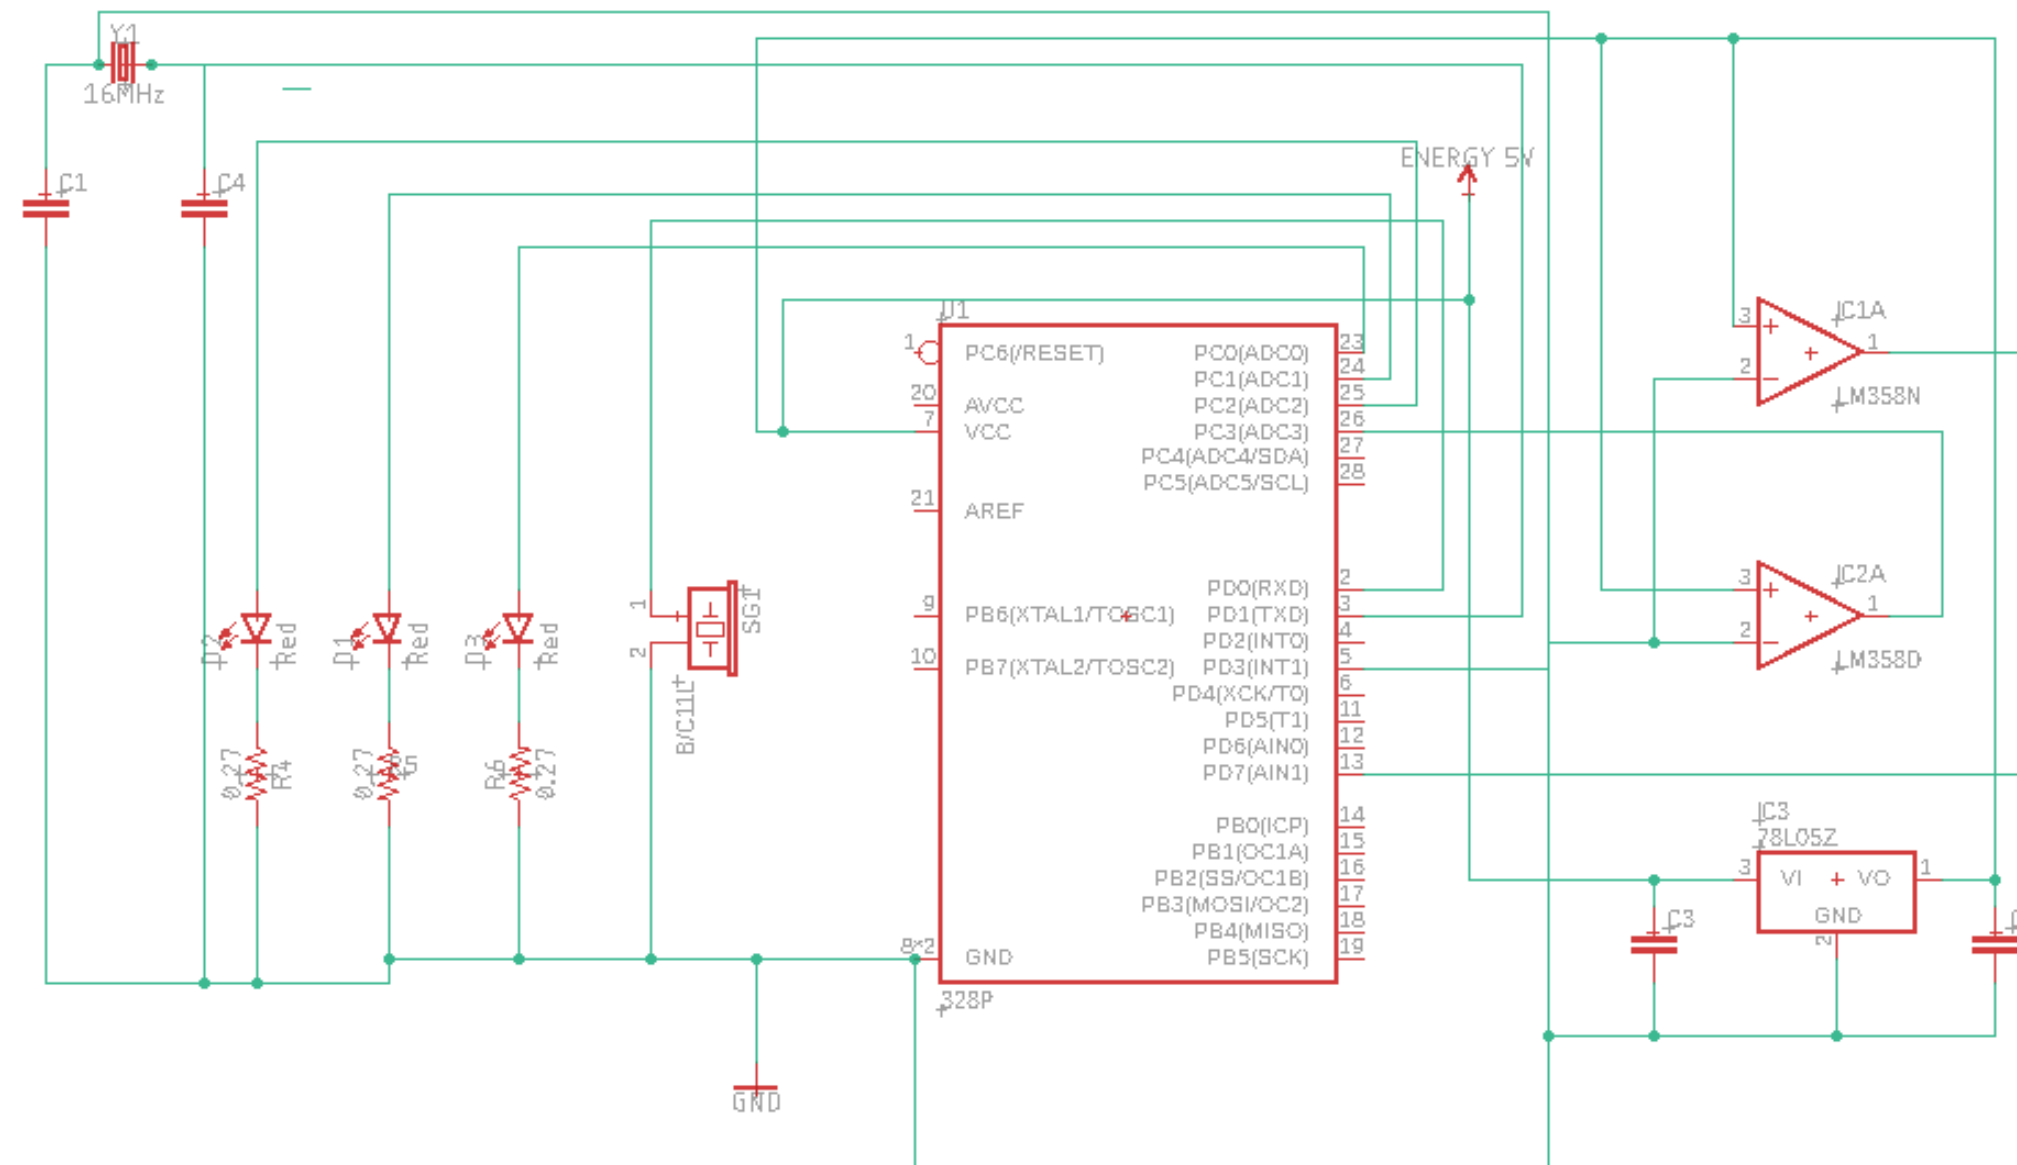 Y1
16MHz
C1
C4
ENERGY 5V
U1
1 PC6(/RESET)
20 AVCC
7 VCC
21 AREF
9 PB6(XTAL1/TOSC1)
10 PB7(XTAL2/TOSC2)
8*2 GND
PC0(ADC0) 23
PC1(ADC1) 24
PC2(ADC2) 25
PC3(ADC3) 26
PC4(ADC4/SDA) 27
PC5(ADC5/SCL) 28
PD0(RXD) 2
PD1(TXD) 3
PD2(INT0) 4
PD3(INT1) 5
PD4(XCK/T0) 6
PD5(T1) 11
PD6(AIN0) 12
PD7(AIN1) 13
PB0(ICP) 14
PB1(OC1A) 15
PB2(SS/OC1B) 16
PB3(MOSI/OC2) 17
PB4(MISO) 18
PB5(SCK) 19
328P
D2
Red
D1
Red
D3
Red
0.27
R4
0.27
R5
R6
0.27
1
2
SG1
B/C11L
GND
3
2
1
IC1A
LM358N
3
2
1
IC2A
LM358D
IC3
78L05Z
3 VI VO 1
GND
2
C3